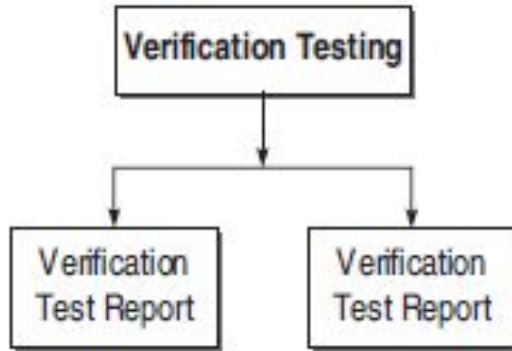 Verification Testing
Verification
Test Report
Verification
Test Report